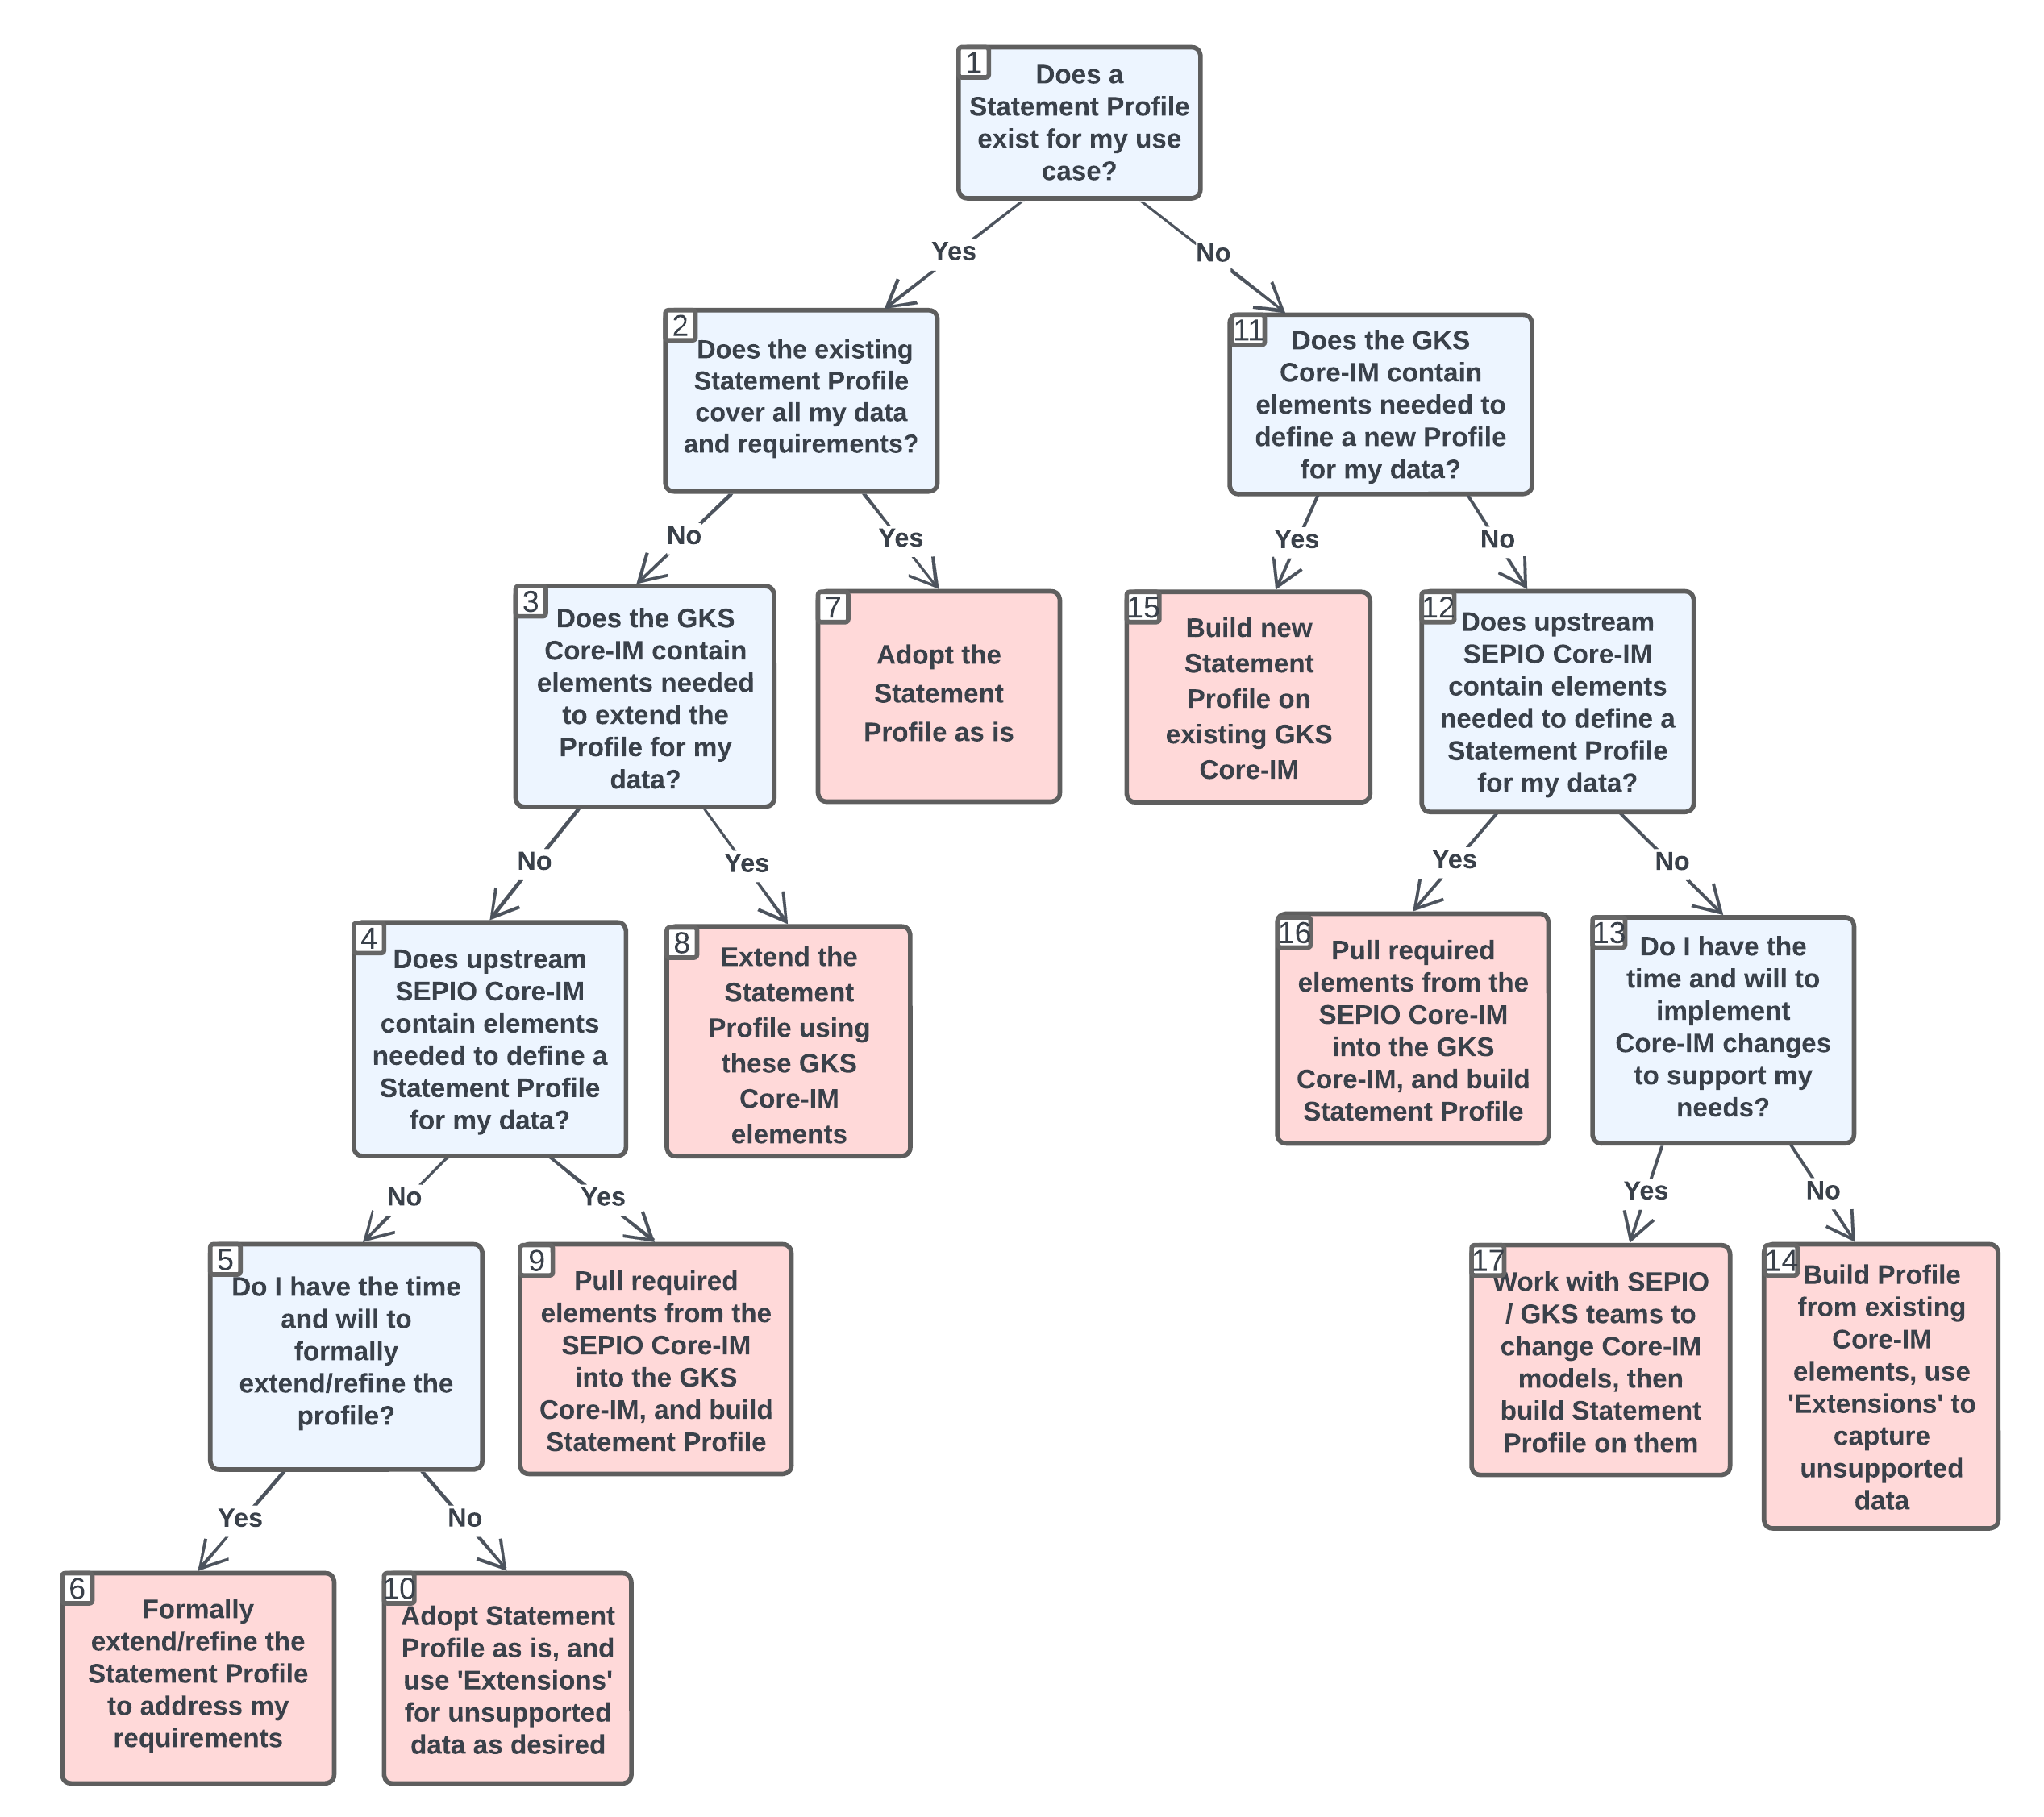 1
Does a
Statement Profile
exist for my use
case?
Yes
No
2
Does the existing
Statement Profile
cover all my data
and requirements?
11
Does the GKS
Core-IM contain
elements needed to
define a new Profile
for my data?
No
Yes
Yes
No
3
Does the GKS
Core-IM contain
elements needed
to extend the
Profile for my
data?
7
Adopt the
Statement
Profile as is
15
Build new
Statement
Profile on
existing GKS
Core-IM
12
Does upstream
SEPIO Core-IM
contain elements
needed to define a
Statement Profile
for my data?
No
Yes
Yes
No
4
Does upstream
SEPIO Core-IM
contain elements
needed to define a
Statement Profile
for my data?
8
Extend the
Statement
Profile using
these GKS
Core-IM
elements
16
Pull required
elements from the
SEPIO Core-IM
into the GKS
Core-IM, and build
Statement Profile
13
Do I have the
time and will to
implement
Core-IM changes
to support my
needs?
No
Yes
Yes
No
5
Do I have the time
and will to
formally
extend/refine the
profile?
9
Pull required
elements from the
SEPIO Core-IM
into the GKS
Core-IM, and build
Statement Profile
17
Work with SEPIO
/ GKS teams to
change Core-IM
models, then
build Statement
Profile on them
14
Build Profile
from existing
Core-IM
elements, use
'Extensions' to
capture
unsupported
data
Yes
No
6
Formally
extend/refine the
Statement Profile
to address my
requirements
10
Adopt Statement
Profile as is, and
use 'Extensions'
for unsupported
data as desired